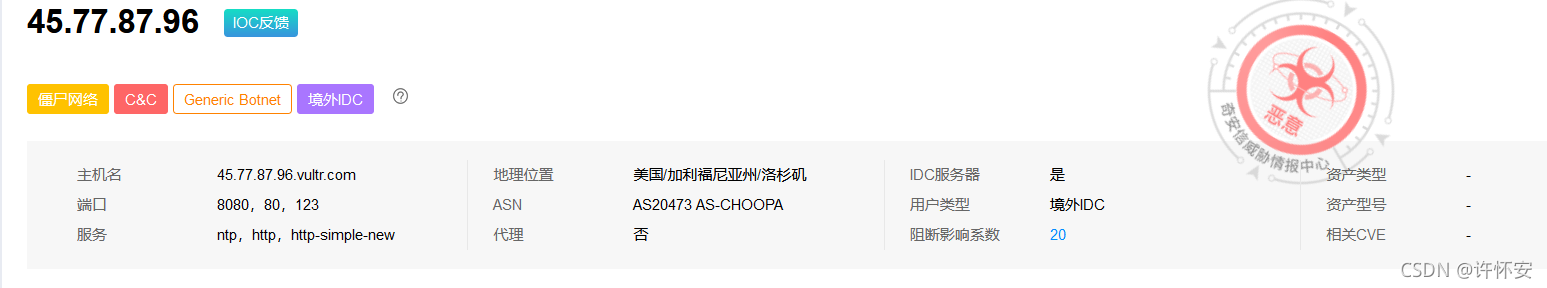 45.77.87.96 IOC反馈
僵尸网络 C&C Generic Botnet 境外IDC ?
恶意
奇安信威胁情报中心
主机名 45.77.87.96.vultr.com 地理位置 美国/加利福尼亚州/洛杉矶 IDC服务器 是 资产类型 -
端口 8080，80，123 ASN AS20473 AS-CHOOPA 用户类型 境外IDC 资产型号 -
服务 ntp，http，http-simple-new 代理 否 阻断影响系数 20 相关CVE -
CSDN @许怀安